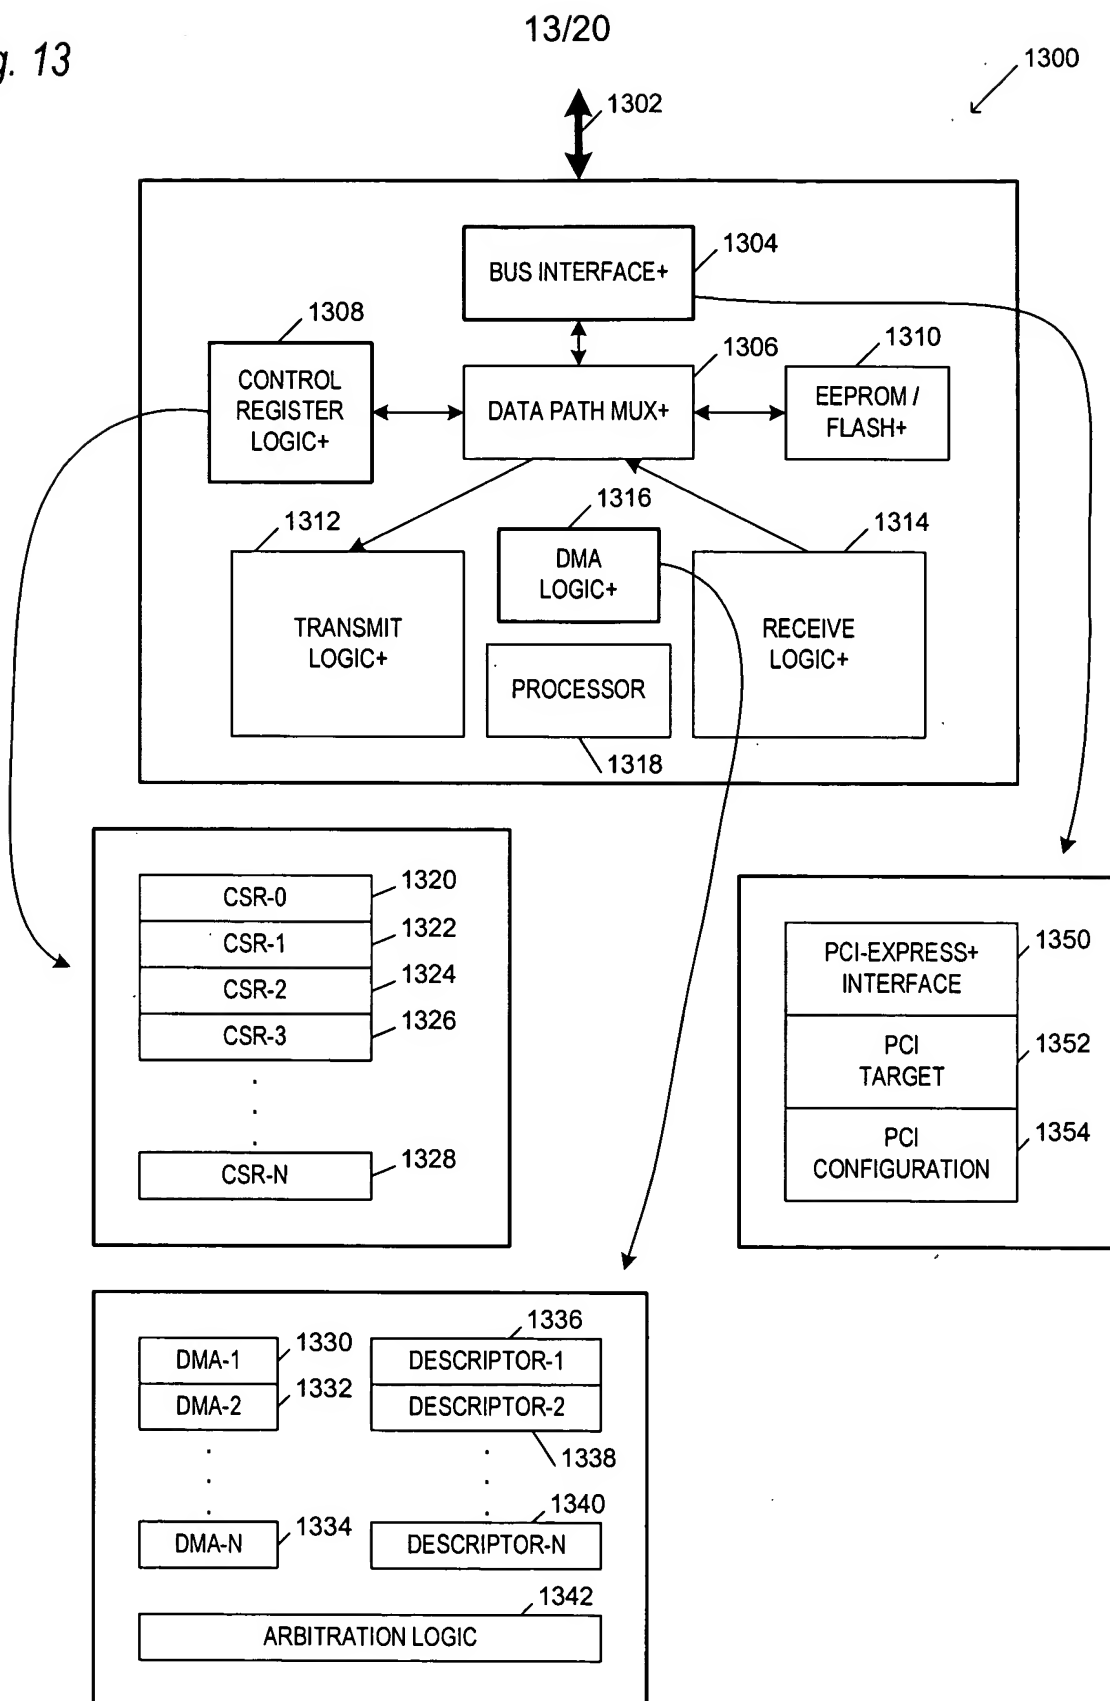 13/20
g. 13
1300
1302
1304
BUS INTERFACE+
1308
1306
1310
CONTROL
REGISTER
LOGIC+
DATA PATH MUX+
EEPROM /
FLASH+
1312
1316
1314
DMA
LOGIC+
TRANSMIT
LOGIC+
RECEIVE
LOGIC+
PROCESSOR
1318
CSR-0
1320
CSR-1
1322
CSR-2
1324
CSR-3
1326
CSR-N
1328
PCI-EXPRESS+
INTERFACE
1350
PCI
TARGET
1352
PCI
CONFIGURATION
1354
1336
DMA-1
1330
DESCRIPTOR-1
DMA-2
1332
DESCRIPTOR-2
1338
1340
DMA-N
1334
DESCRIPTOR-N
1342
ARBITRATION LOGIC